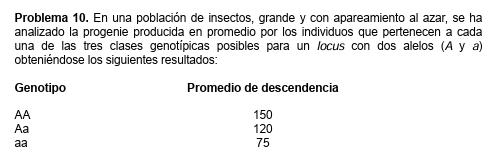 Problema 10. En una población de insectos, grande y con apareamiento al azar, se ha
analizado la progenie producida en promedio por los individuos que pertenecen a cada
una de las tres clases genotípicas posibles para un locus con dos alelos (A y a)
obteniéndose los siguientes resultados:
Genotipo Promedio de descendencia
AA 150
Aa 120
aa 75